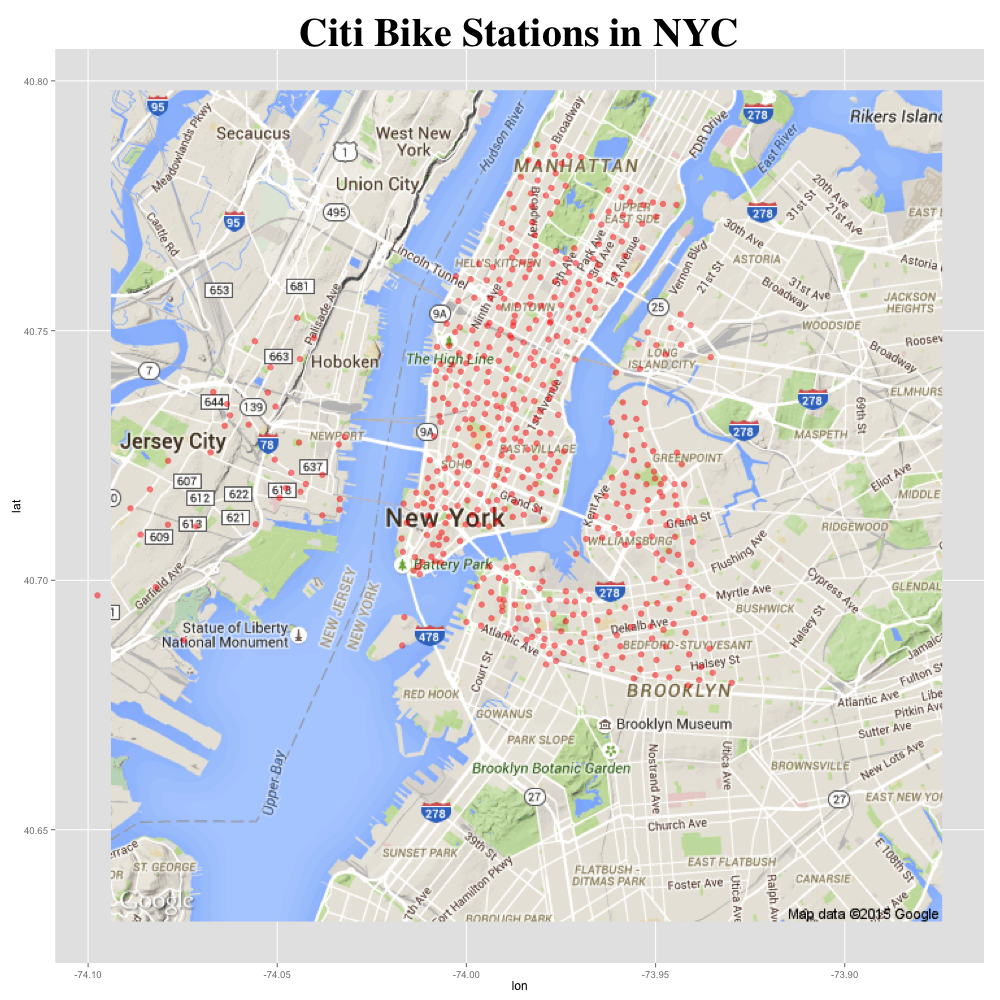 Citi Bike Stations in NYC
40.80
40.75
40.70
40.65
lat
-74.10
-74.05
-74.00
-73.95
-73.90
lon
95
Meadowlands Pkwy
Secaucus
West New
York
1
Union City
495
95
Castle Rd
653
681
Palisade Ave
Lincoln Tunnel
Hudson River
Broadway
MANHATTAN
FDR Drive
278
East River
Rikers Islan
278
20th Ave
21st Ave
31st St
30th Ave
EAST
UPPER
EAST SIDE
Vernon Blvd
21st St
ASTORIA
Astoria
Broadway
31st Ave
JACKSON
HEIGHTS
WOODSIDE
Broadway
Roosev
HELL'S KITCHEN
5th Ave
Park Ave
3rd Ave
1st Avenue
9A
Ninth Ave
MIDTOWN
25
663
7
Hoboken
The High Line
LONG
ISLAND CITY
644
139
278
69th St
ELMHURS
Jersey City
78
NEWPORT
9A
1st Avenue
278
MASPETH
637
SOHO
EAST VILLAGE
GREENPOINT
607
612
622
618
0
613
621
609
Eliot Ave
MIDDLE
Grand St
Kent Ave
Grand St
New York
WILLIAMSBURG
RIDGEWOOD
Flushing Ave
Battery Park
Garfield Ave
NEW JERSEY
NEW YORK
278
Myrtle Ave
Cypress Ave
GLENDAL
BUSHWICK
Halsey St
Statue of Liberty
National Monument
478
Atlantic Ave
Dekalb Ave
BEDFORD-STUYVESANT
Halsey St
Jamaic
Court St
RED HOOK
BROOKLYN
Fulton St
Atlantic Ave
Libe
Pitkin Av
Sutter Ave
GOWANUS
Brooklyn Museum
PARK SLOPE
Brooklyn Botanic Garden
Nostrand Ave
Utica Ave
BROWNSVILLE
New Lots Ave
Upper Bay
278
27
27
EAST NEW YOR
Church Ave
39th St
SUNSET PARK
Fort Hamilton Pkwy
EAST FLATBUSH
E 108th St
ST. GEORGE
FLATBUSH -
DITMAS PARK
Foster Ave
Utica Ave
Ralph Av
CANARSIE
7th Ave
BOROUGH PARK
Google
Map data ©2015 Google